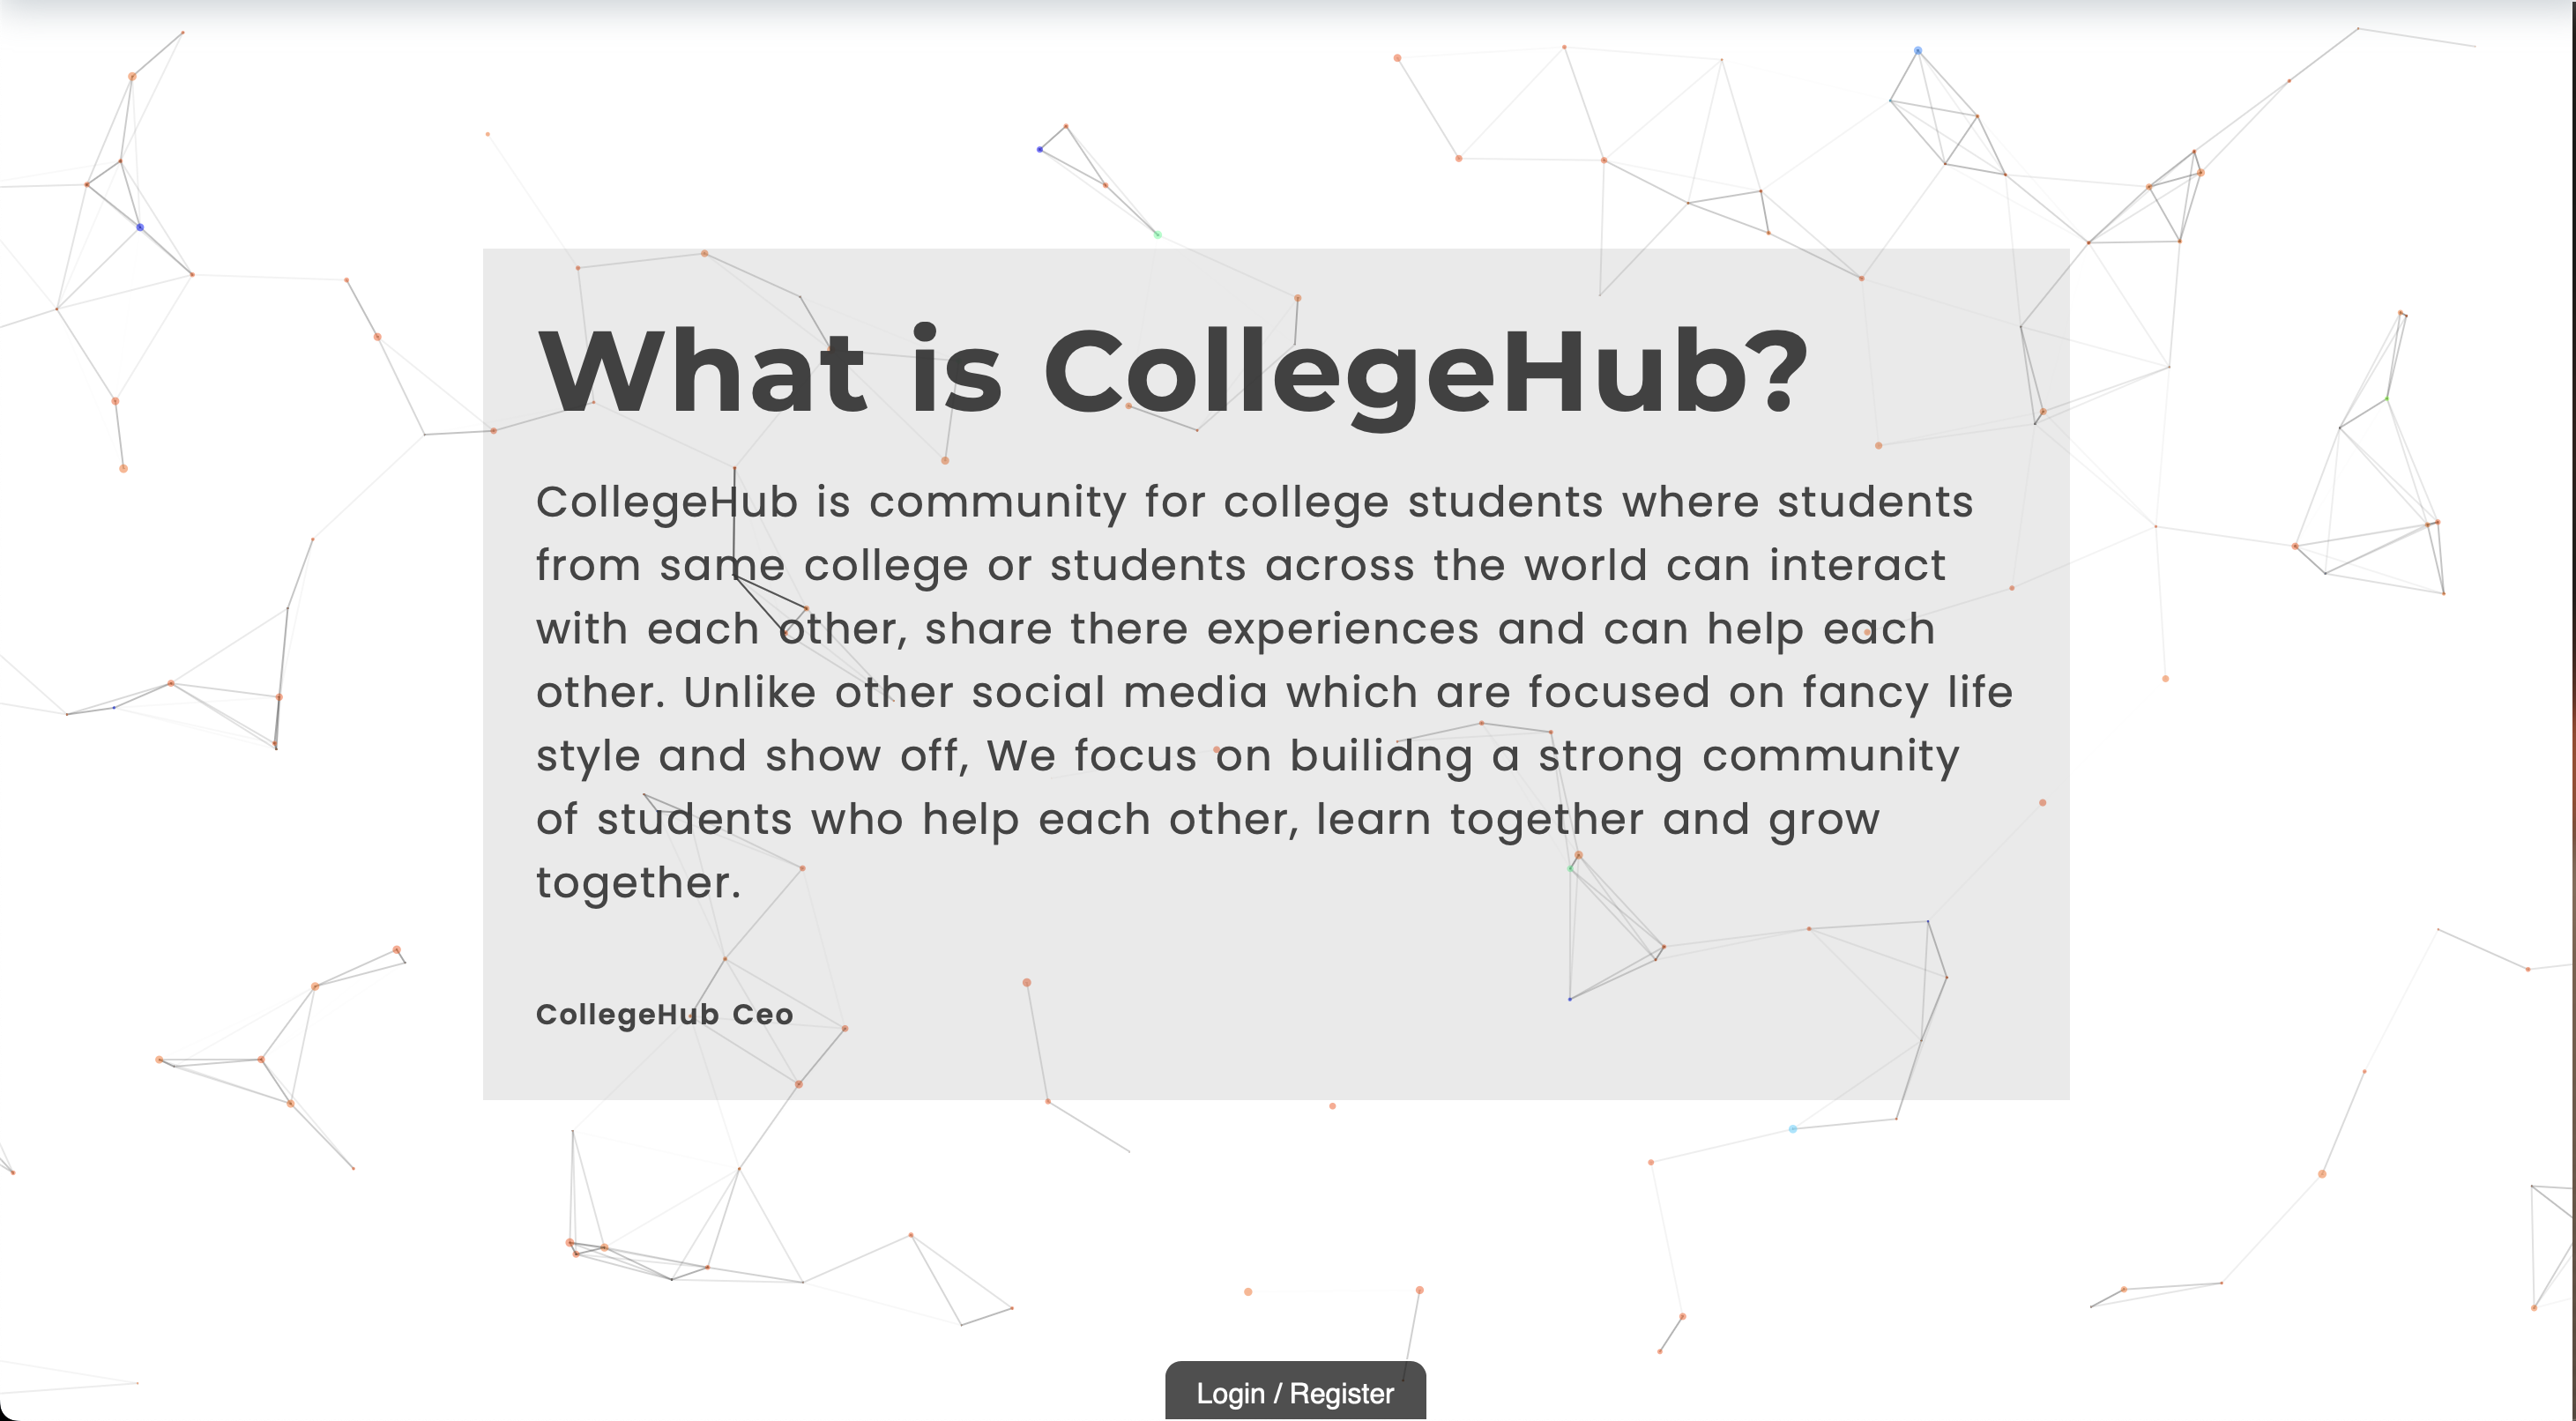 What is CollegeHub?
CollegeHub is community for college students where students
from same college or students across the world can interact
with each other, share there experiences and can help each
other. Unlike other social media which are focused on fancy life
style and show off, We focus on builidng a strong community
of students who help each other, learn together and grow
together.
CollegeHub Ceo
Login / Register